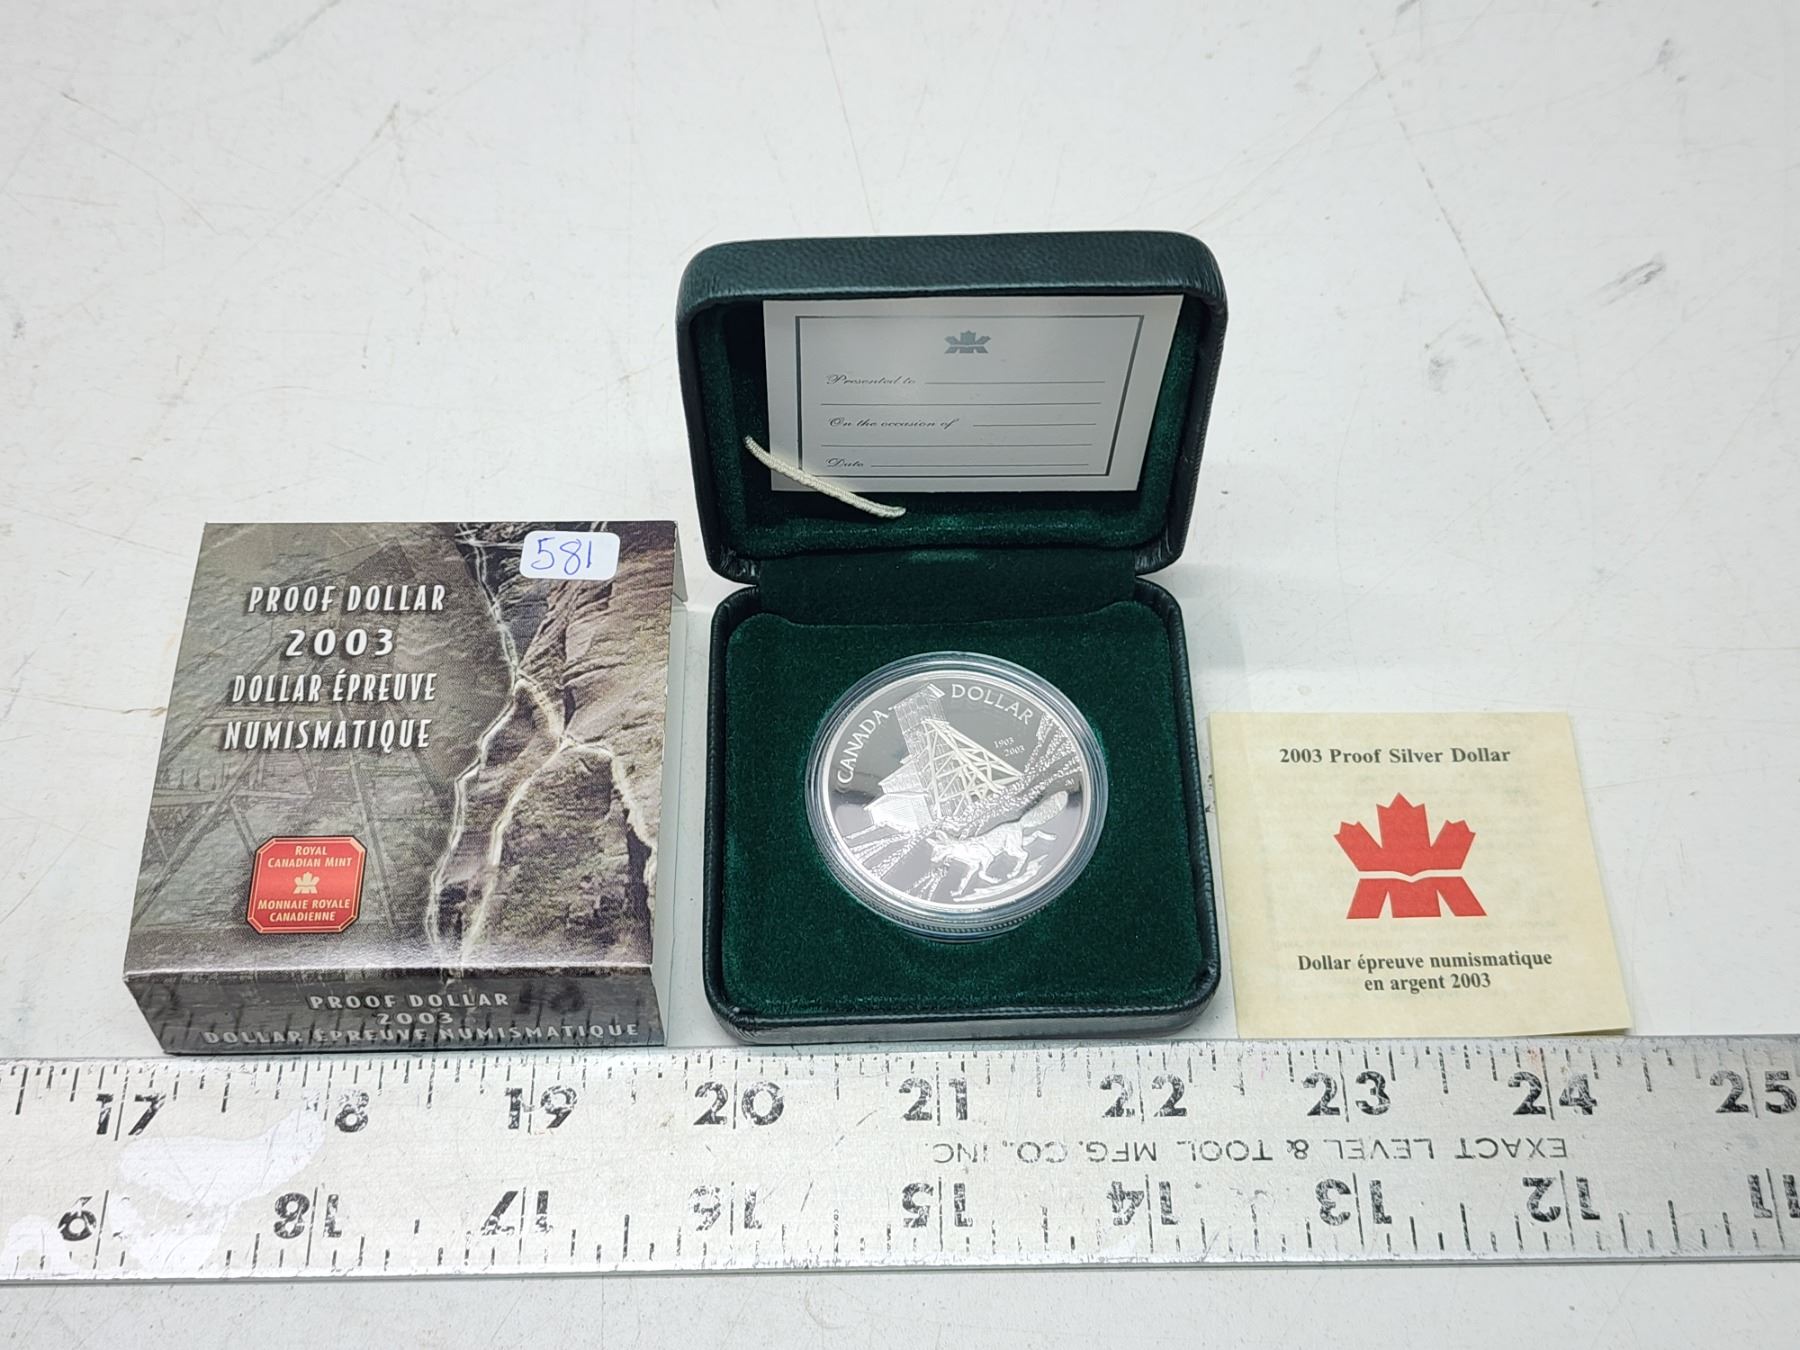 581
PROOF DOLLAR
2003
DOLLAR ÉPREUVE
NUMISMATIQUE
ROYAL
CANADIAN MINT
MONNAIE ROYALE
CANADIENNE
PROOF DOLLAR
2003
DOLLAR ÉPREUVE NUMISMATIQUE
Presented to
On the occasion of
Date
CANADA
DOLLAR
1903
2003
2003 Proof Silver Dollar
Dollar épreuve numismatique
en argent 2003
17 18 19 20 21 22 23 24 25
EXACT LEVEL & TOOL MFG. CO., INC.
19 18 17 16 15 14 13 12 11